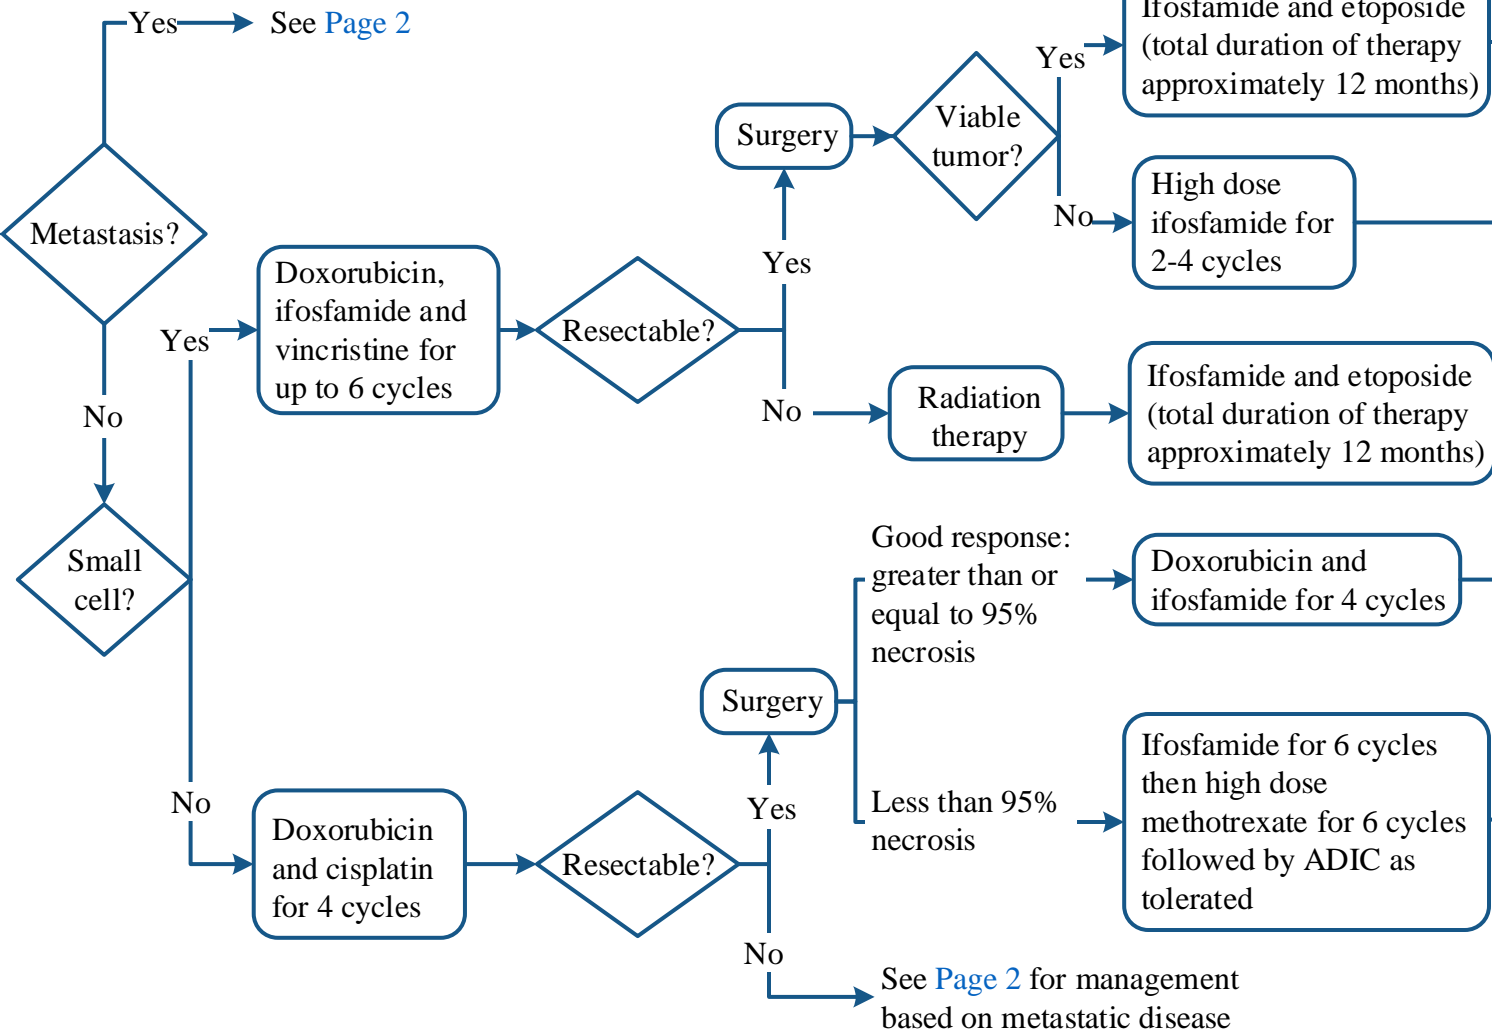 Yes
See Page 2
Metastasis?
No
Small
cell?
Yes
Doxorubicin,
ifosfamide and
vincristine for
up to 6 cycles
Resectable?
Yes
Surgery
Viable
tumor?
Yes
Ifosfamide and etoposide
(total duration of therapy
approximately 12 months)
No
High dose
ifosfamide for
2-4 cycles
No
Radiation
therapy
Ifosfamide and etoposide
(total duration of therapy
approximately 12 months)
No
Doxorubicin
and cisplatin
for 4 cycles
Resectable?
Yes
Surgery
Good response:
greater than or
equal to 95%
necrosis
Doxorubicin and
ifosfamide for 4 cycles
Less than 95%
necrosis
Ifosfamide for 6 cycles
then high dose
methotrexate for 6 cycles
followed by ADIC as
tolerated
No
See Page 2 for management
based on metastatic disease